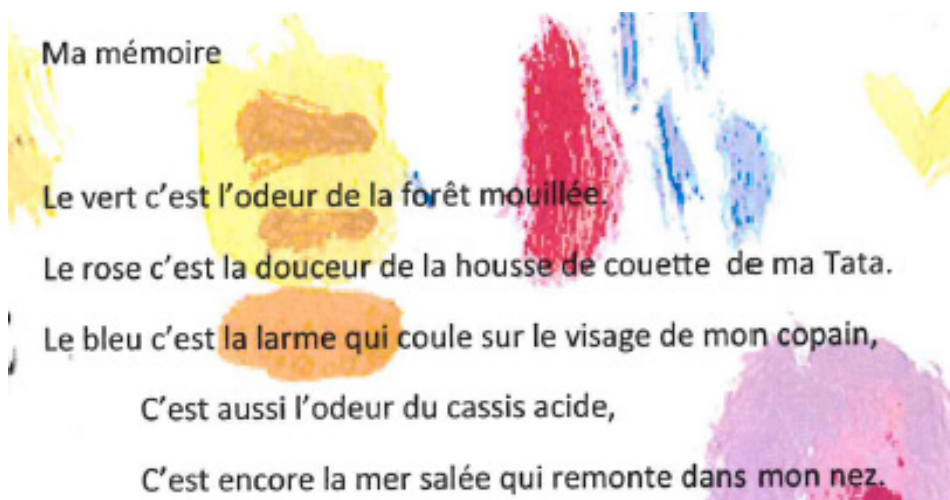 Ma mémoire
Le vert c'est l'odeur de la forêt mouillée.
Le rose c'est la douceur de la housse de couette de ma Tata.
Le bleu c'est la larme qui coule sur le visage de mon copain,
C'est aussi l'odeur du cassis acide,
C'est encore la mer salée qui remonte dans mon nez.